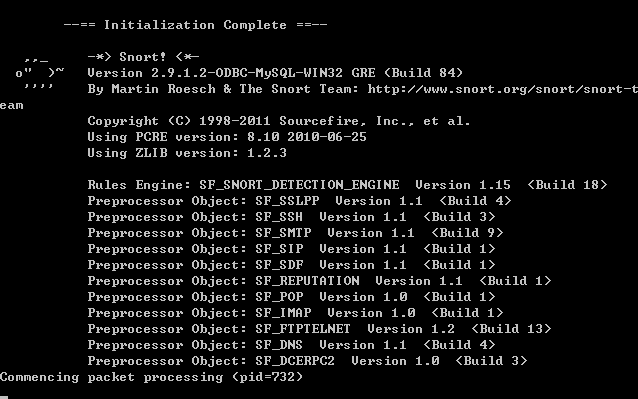 --== Initialization Complete ==--
,,_ -*> Snort! <*-
o" )~ Version 2.9.1.2-ODBC-MySQL-WIN32 GRE (Build 84)
'''' By Martin Roesch & The Snort Team: http://www.snort.org/snort/snort-t
eam
Copyright (C) 1998-2011 Sourcefire, Inc., et al.
Using PCRE version: 8.10 2010-06-25
Using ZLIB version: 1.2.3
Rules Engine: SF_SNORT_DETECTION_ENGINE Version 1.15 <Build 18>
Preprocessor Object: SF_SSLPP Version 1.1 <Build 4>
Preprocessor Object: SF_SSH Version 1.1 <Build 3>
Preprocessor Object: SF_SMTP Version 1.1 <Build 9>
Preprocessor Object: SF_SIP Version 1.1 <Build 1>
Preprocessor Object: SF_SDF Version 1.1 <Build 1>
Preprocessor Object: SF_REPUTATION Version 1.1 <Build 1>
Preprocessor Object: SF_POP Version 1.0 <Build 1>
Preprocessor Object: SF_IMAP Version 1.0 <Build 1>
Preprocessor Object: SF_FTPTELNET Version 1.2 <Build 13>
Preprocessor Object: SF_DNS Version 1.1 <Build 4>
Preprocessor Object: SF_DCERPC2 Version 1.0 <Build 3>
Commencing packet processing (pid=732)